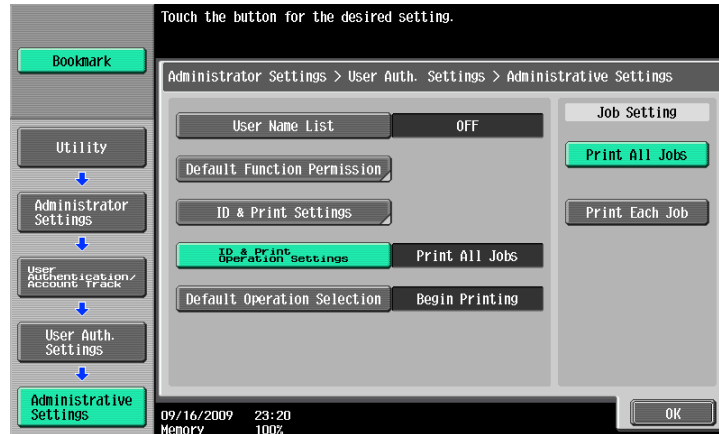 Touch the button for the desired setting.
Bookmark
Administrator Settings > User Auth. Settings > Administrative Settings
Utility
Administrator
Settings
User
Authentication/
Account Track
User Auth.
Settings
Administrative
Settings
User Name List
OFF
Default Function Permission
ID & Print Settings
ID & Print
Operation Settings
Print All Jobs
Default Operation Selection
Begin Printing
Job Setting
Print All Jobs
Print Each Job
09/16/2009 23:20
Memory 100%
OK